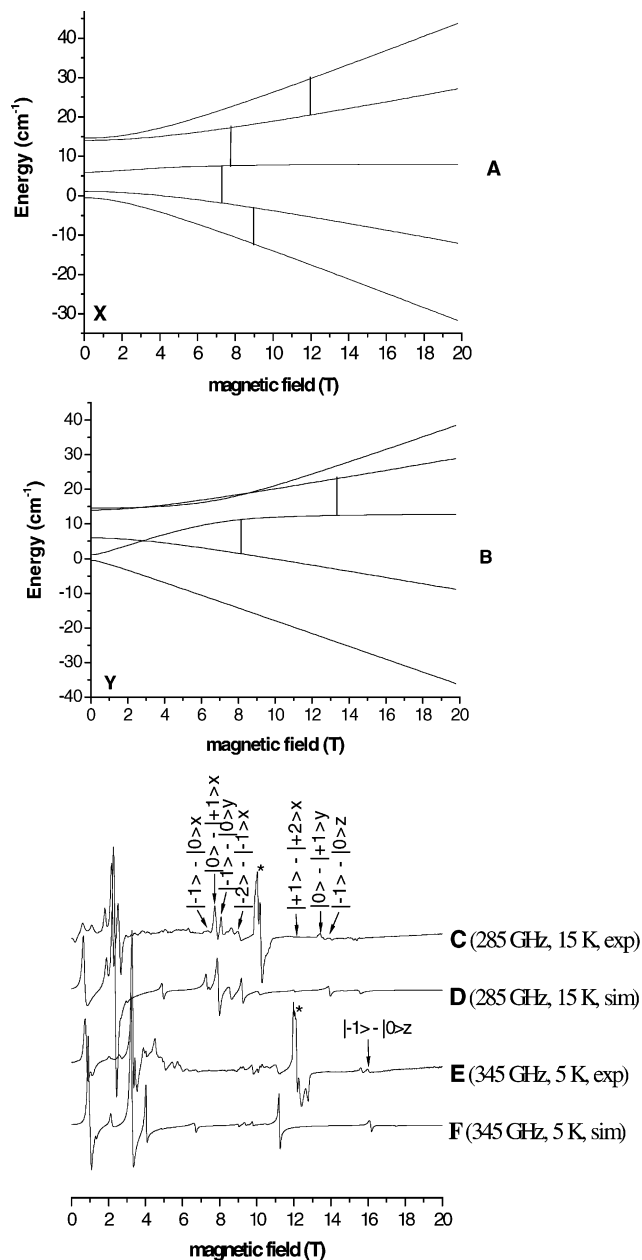 40
30
20
10
0
-10
-20
-30
Energy (cm-1)
X
A
0 2 4 6 8 10 12 14 16 18 20
magnetic field (T)
40
30
20
10
0
-10
-20
-30
-40
Energy (cm-1)
Y
B
0 2 4 6 8 10 12 14 16 18 20
magnetic field (T)
|-1> - |0>x
|0> - |+1>x
|-1> - |0>y
|-2> - |-1>x
|+1> - |+2>x
|0> - |+1>y
|-1> - |0>z
*
C (285 GHz, 15 K, exp)
D (285 GHz, 15 K, sim)
*
|-1> - |0>z
E (345 GHz, 5 K, exp)
F (345 GHz, 5 K, sim)
0 2 4 6 8 10 12 14 16 18 20
magnetic field (T)